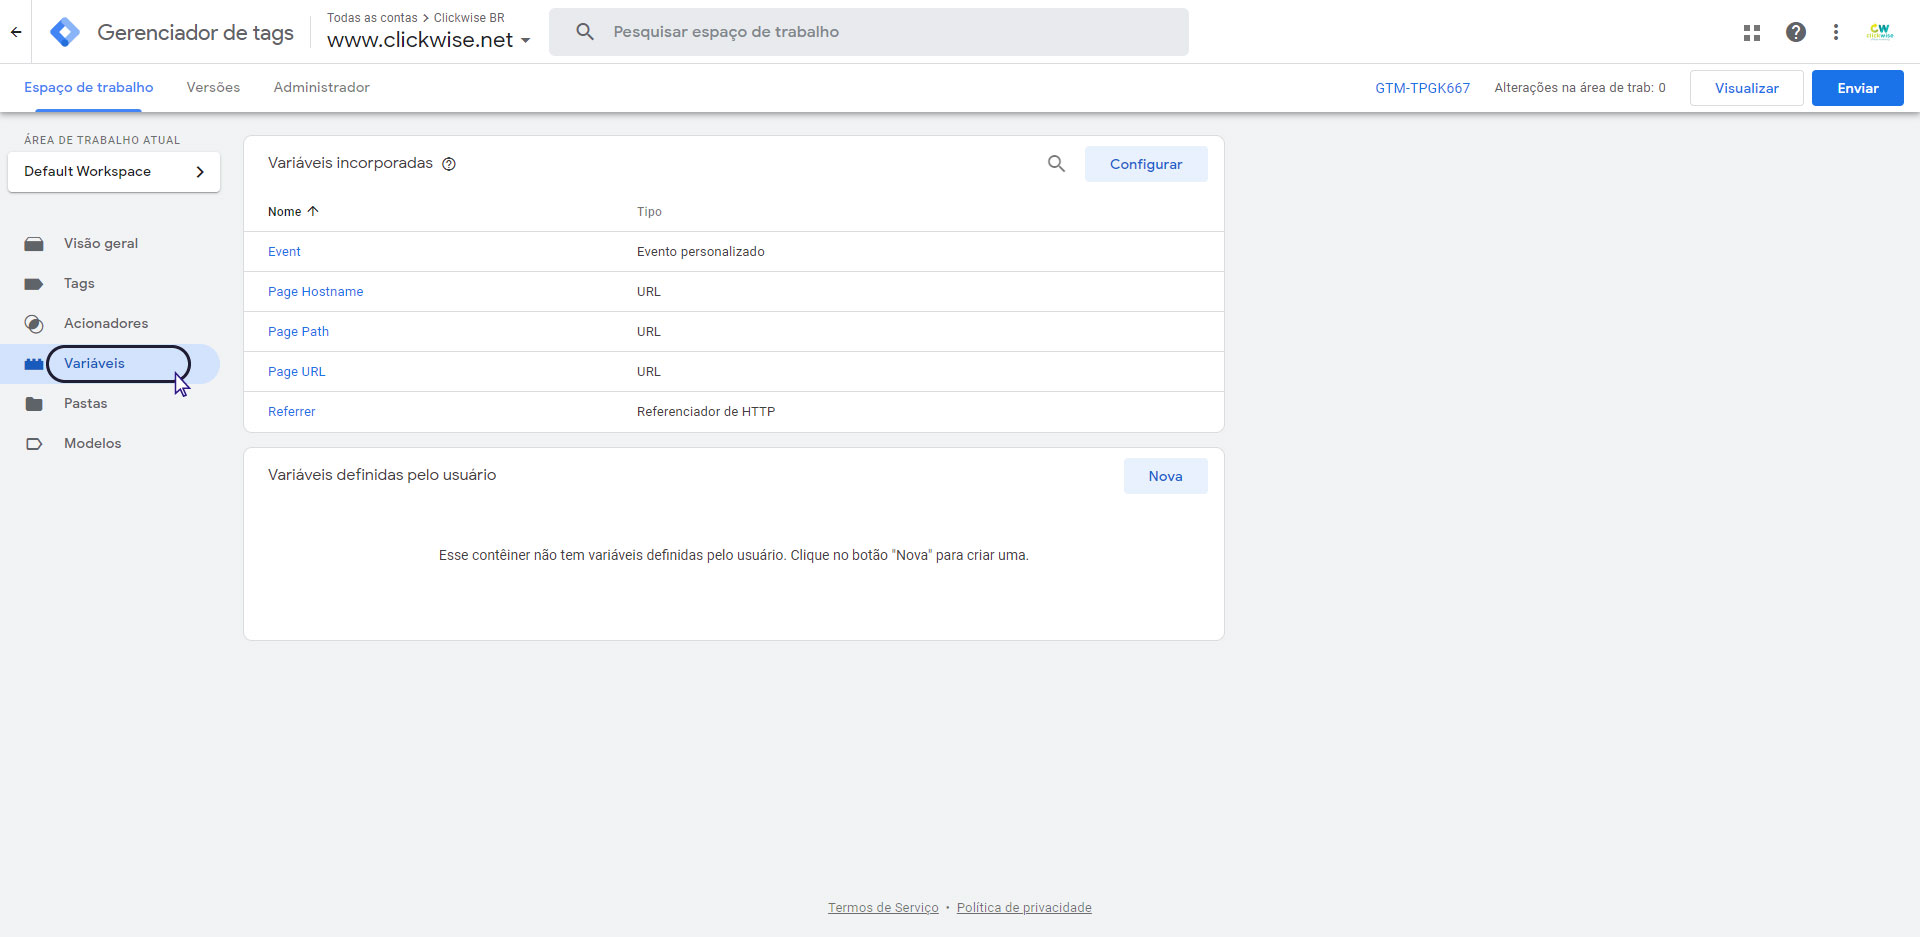 Gerenciador de tags
Todas as contas > Clickwise BR
www.clickwise.net
Pesquisar espaço de trabalho
CW
clickwise
Espaço de trabalho
Versões
Administrador
GTM-TPGK667
Alterações na área de trab: 0
Visualizar
Enviar
ÁREA DE TRABALHO ATUAL
Default Workspace
Visão geral
Tags
Acionadores
Variáveis
Pastas
Modelos
Variáveis incorporadas
Configurar
Nome Tipo
Event Evento personalizado
Page Hostname URL
Page Path URL
Page URL URL
Referrer Referenciador de HTTP
Variáveis definidas pelo usuário
Nova
Esse contêiner não tem variáveis definidas pelo usuário. Clique no botão "Nova" para criar uma.
Termos de Serviço • Política de privacidade